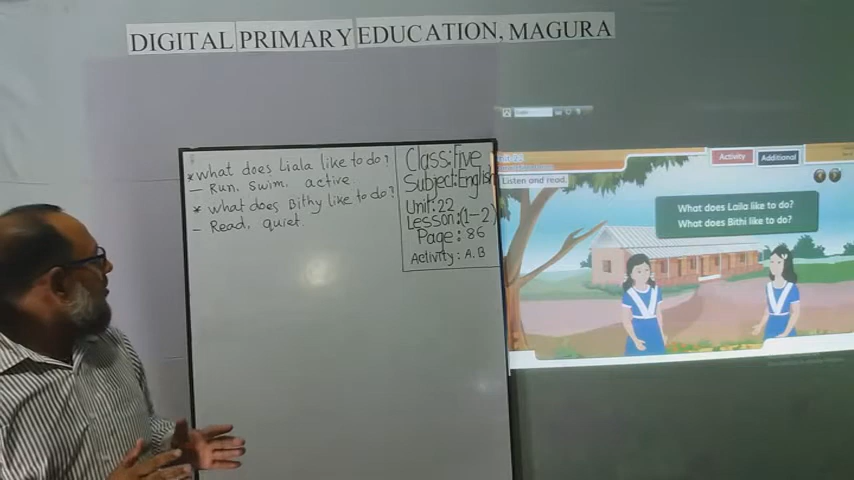 DIGITAL PRIMARY EDUCATION, MAGURA
*What does Liala like to do?
– Run, swim, active
* What does Bithy like to do?
– Read, quiet.
Class: Five
Subject: English
Unit: 22
Lesson: (1-2)
Page: 86
Activity: A. B
Activity
Additional
Listen and read.
What does Laila like to do?
What does Bithi like to do?